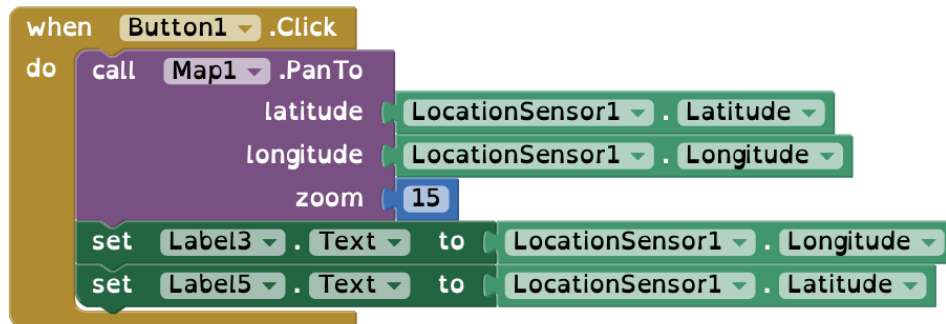 when Button1 .Click
do call Map1 .PanTo
latitude LocationSensor1 . Latitude
longitude LocationSensor1 . Longitude
zoom 15
set Label3 . Text to LocationSensor1 . Longitude
set Label5 . Text to LocationSensor1 . Latitude